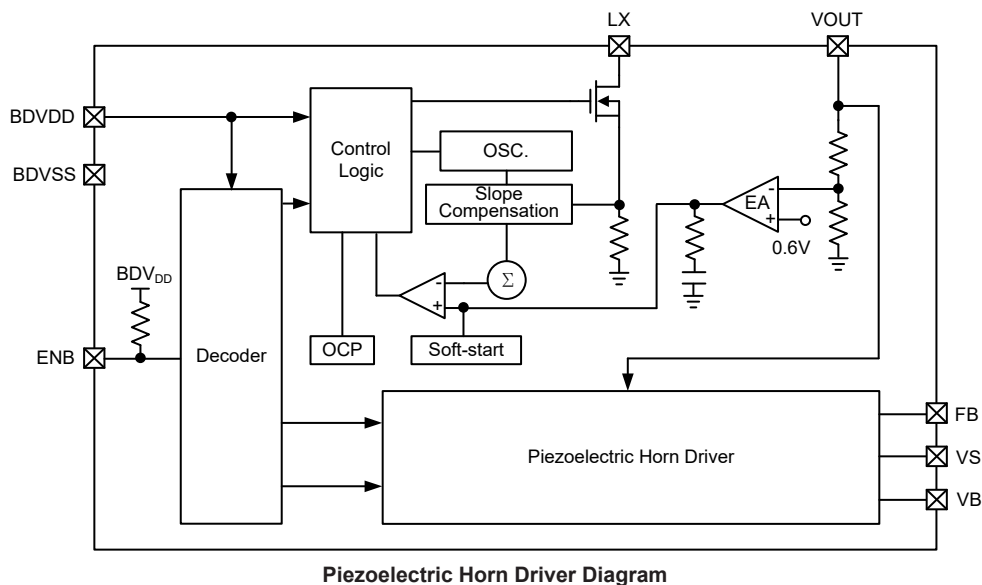 LX
VOUT
BDVDD
BDVSS
Control
Logic
OSC.
Slope
Compensation
EA
-
+
0.6V
BDVDD
Σ
-
+
ENB
Decoder
OCP
Soft-start
Piezoelectric Horn Driver
FB
VS
VB
Piezoelectric Horn Driver Diagram